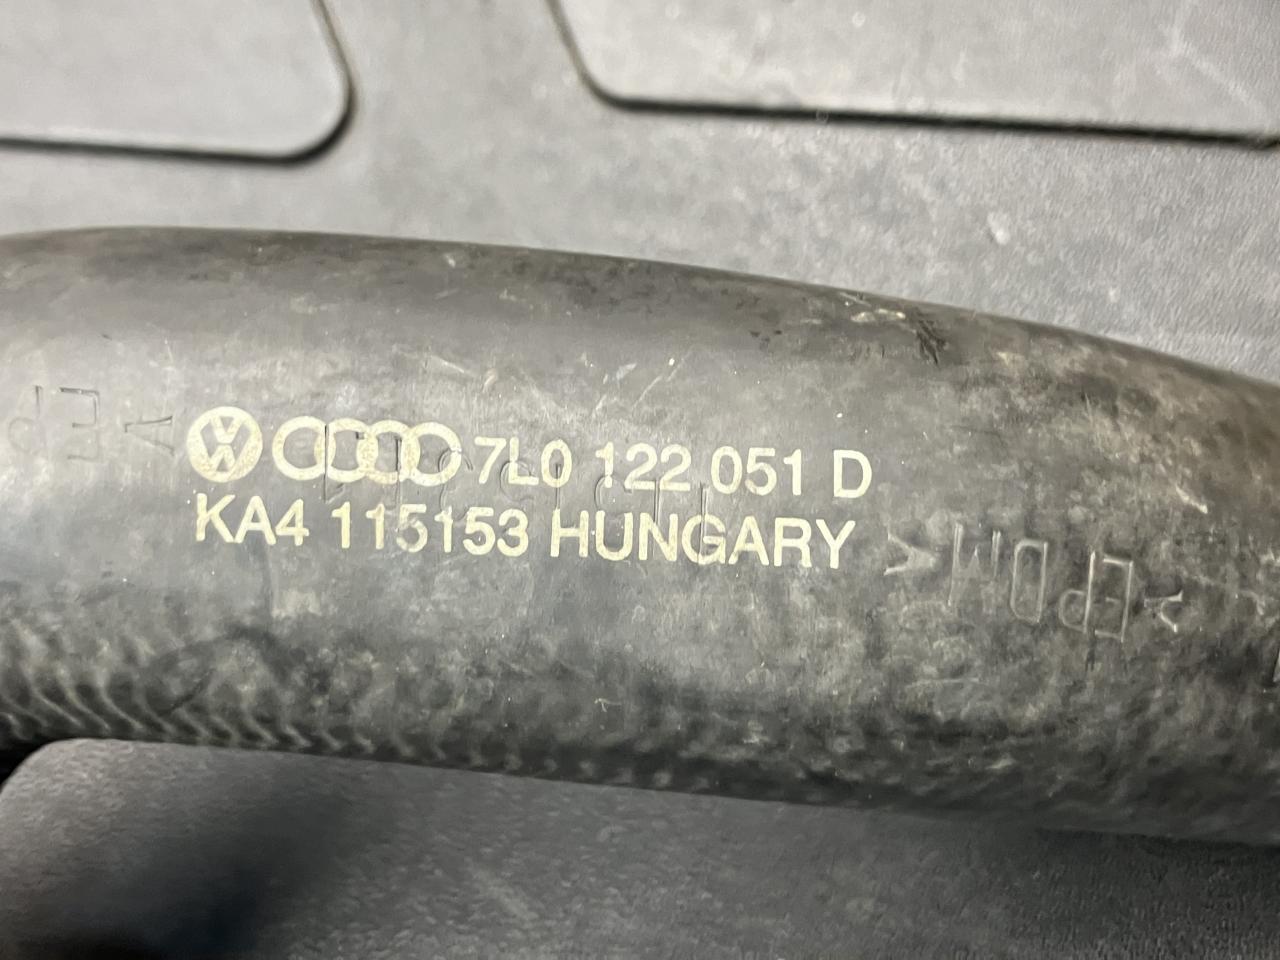 7L0 122 051 D
KA4 115153 HUNGARY
>EPDM<